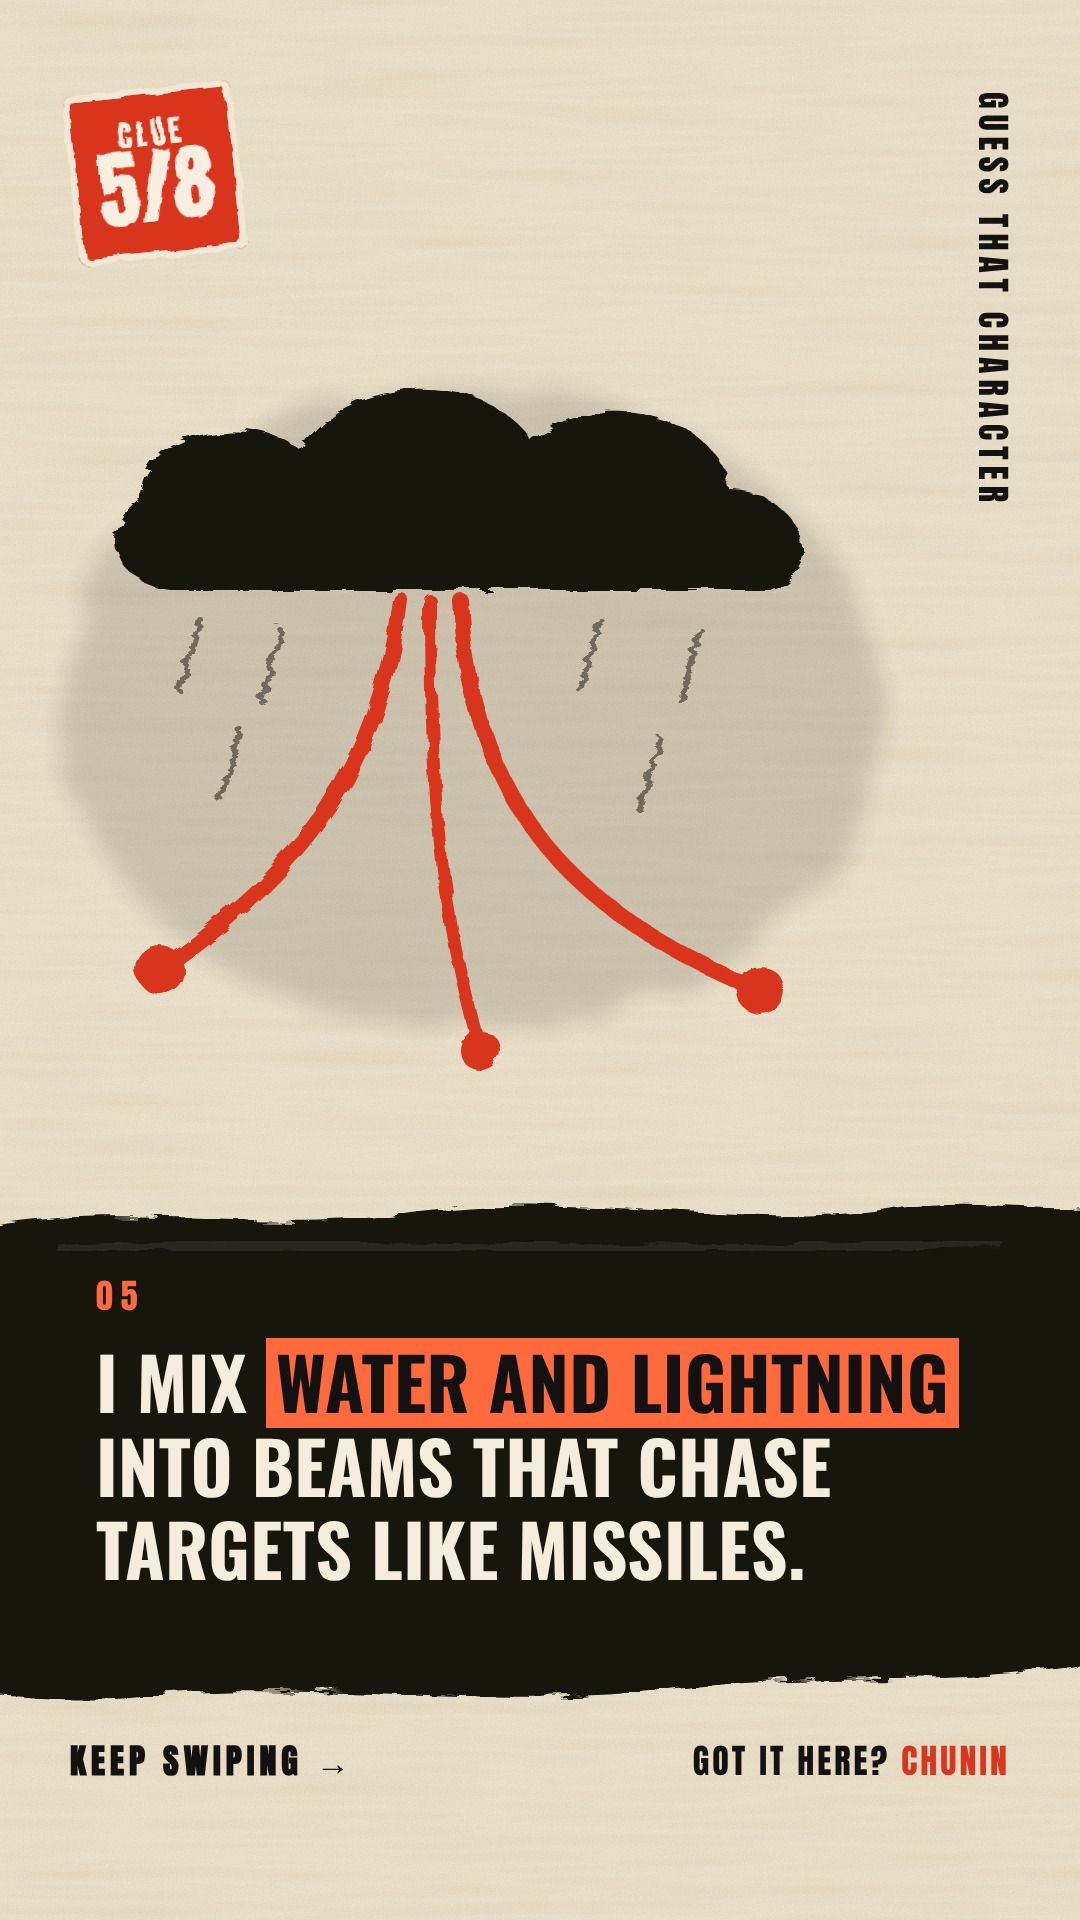 CLUE
5/8
GUESS THAT CHARACTER
05
I MIX WATER AND LIGHTNING
INTO BEAMS THAT CHASE
TARGETS LIKE MISSILES.
KEEP SWIPING →
GOT IT HERE? CHUNIN